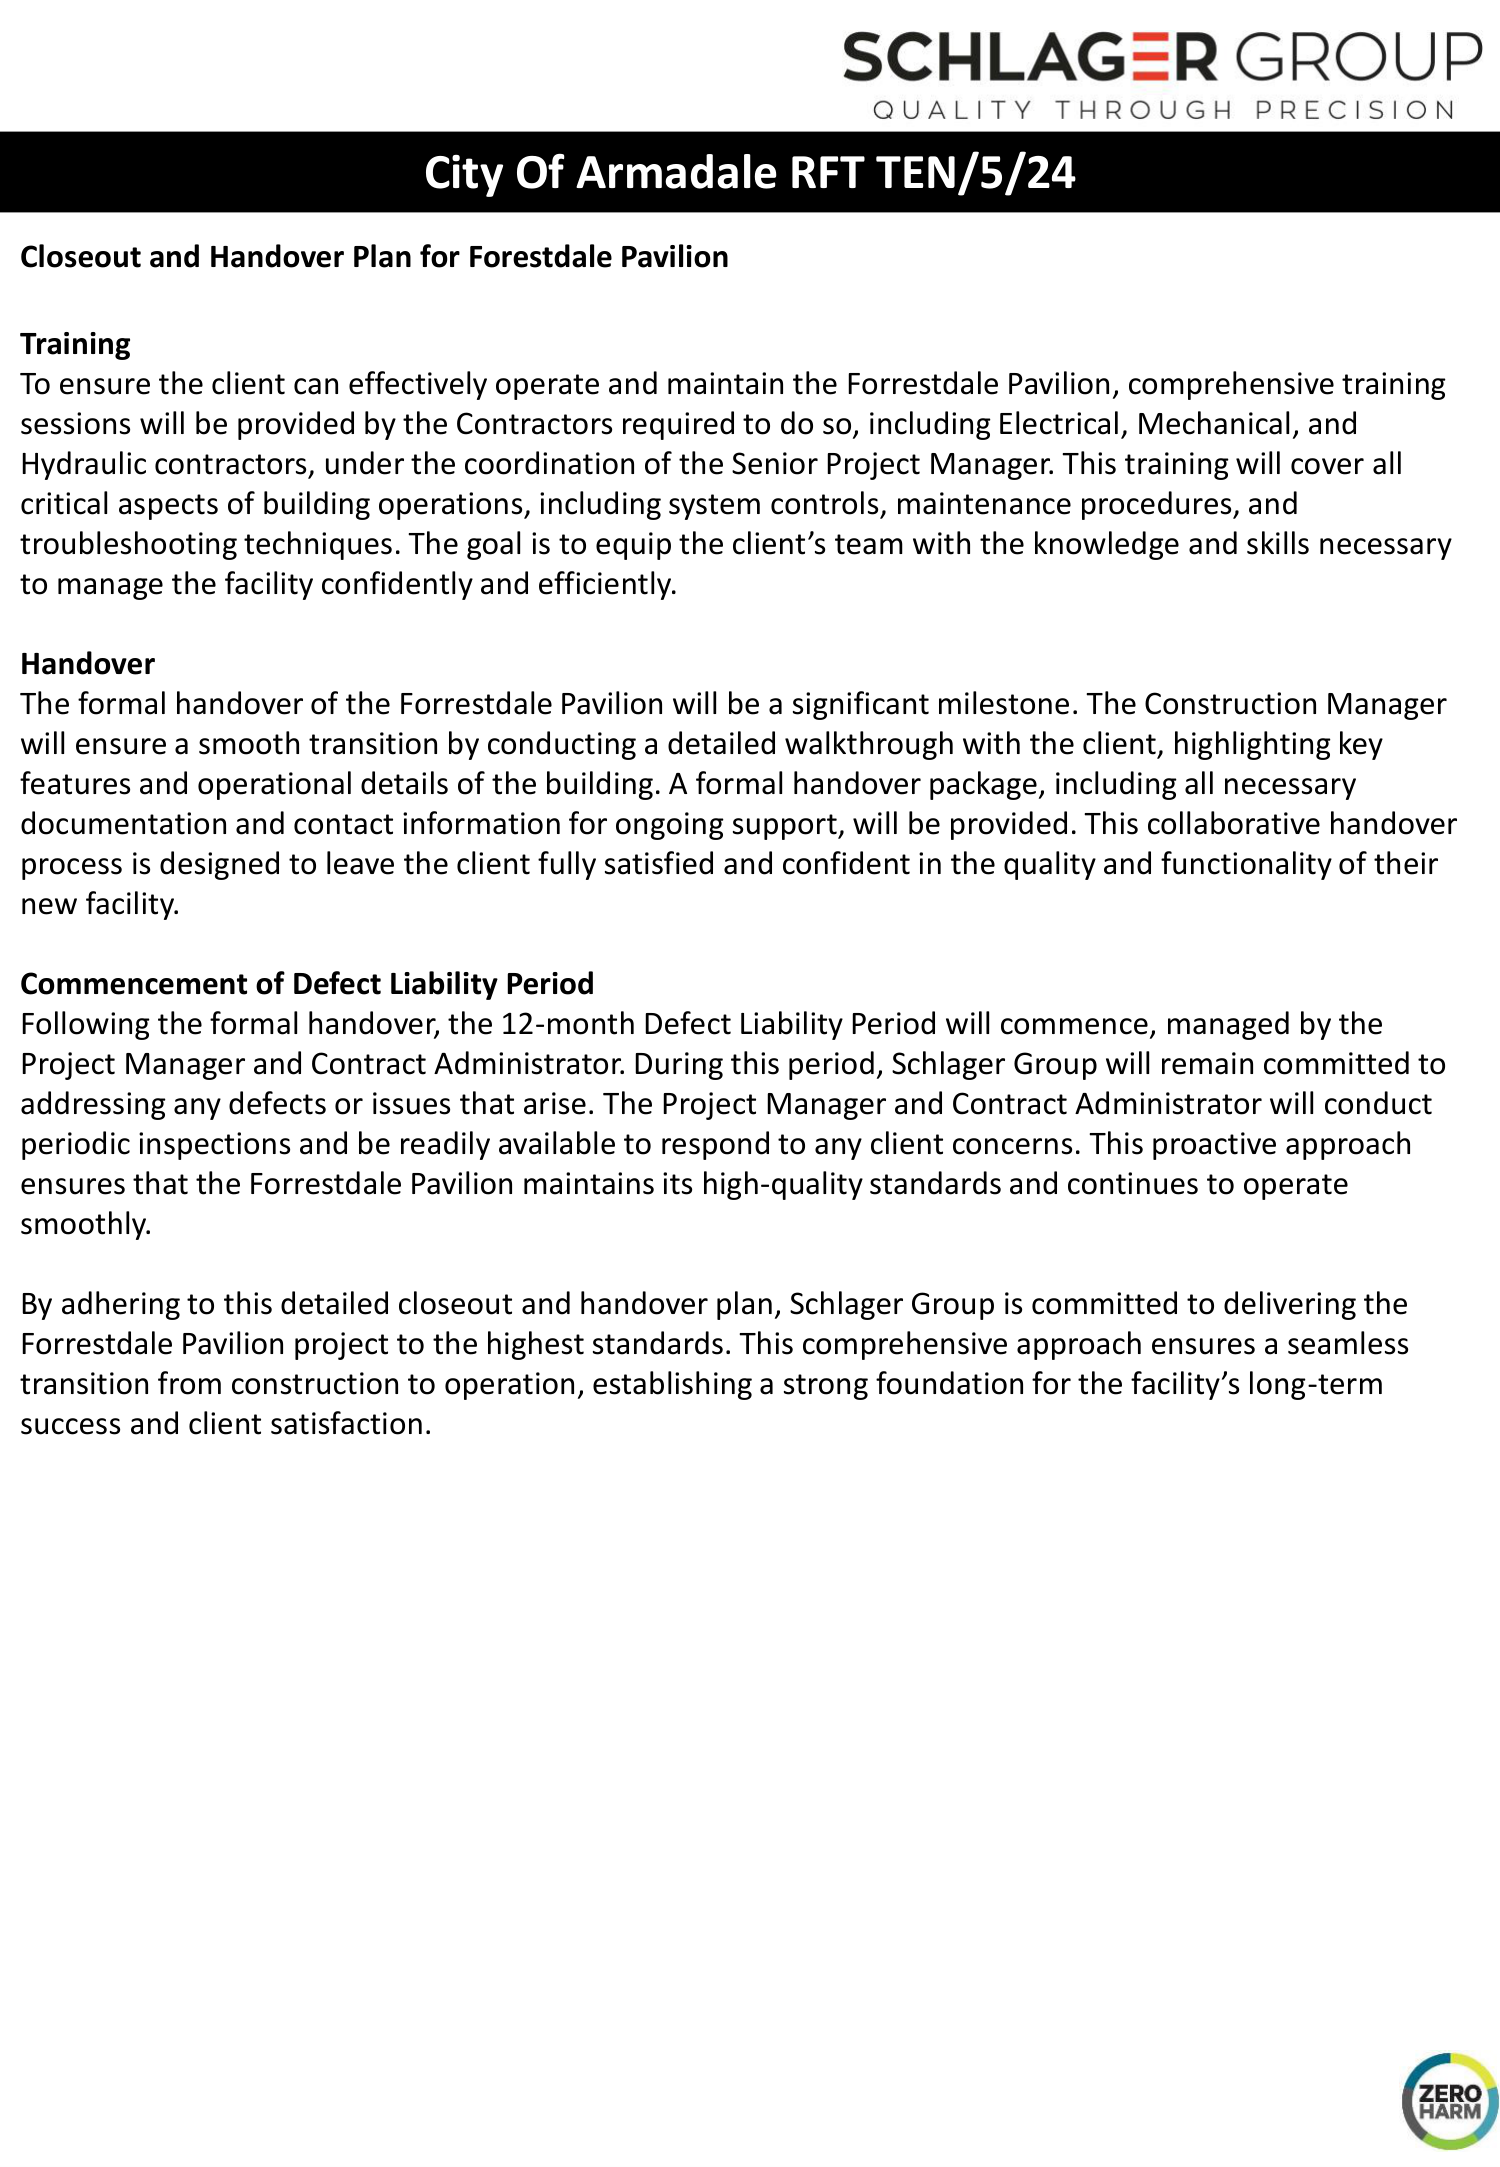 SCHLAGER GROUP
QUALITY THROUGH PRECISION
City Of Armadale RFT TEN/5/24
Closeout and Handover Plan for Forestdale Pavilion
Training
To ensure the client can effectively operate and maintain the Forrestdale Pavilion, comprehensive training
sessions will be provided by the Contractors required to do so, including Electrical, Mechanical, and
Hydraulic contractors, under the coordination of the Senior Project Manager. This training will cover all
critical aspects of building operations, including system controls, maintenance procedures, and
troubleshooting techniques. The goal is to equip the client’s team with the knowledge and skills necessary
to manage the facility confidently and efficiently.
Handover
The formal handover of the Forrestdale Pavilion will be a significant milestone. The Construction Manager
will ensure a smooth transition by conducting a detailed walkthrough with the client, highlighting key
features and operational details of the building. A formal handover package, including all necessary
documentation and contact information for ongoing support, will be provided. This collaborative handover
process is designed to leave the client fully satisfied and confident in the quality and functionality of their
new facility.
Commencement of Defect Liability Period
Following the formal handover, the 12-month Defect Liability Period will commence, managed by the
Project Manager and Contract Administrator. During this period, Schlager Group will remain committed to
addressing any defects or issues that arise. The Project Manager and Contract Administrator will conduct
periodic inspections and be readily available to respond to any client concerns. This proactive approach
ensures that the Forrestdale Pavilion maintains its high-quality standards and continues to operate
smoothly.
By adhering to this detailed closeout and handover plan, Schlager Group is committed to delivering the
Forrestdale Pavilion project to the highest standards. This comprehensive approach ensures a seamless
transition from construction to operation, establishing a strong foundation for the facility’s long-term
success and client satisfaction.
ZERO
HARM